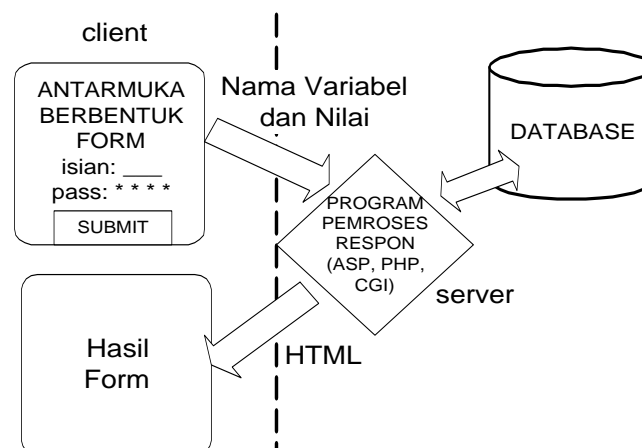 client
ANTARMUKA
BERBENTUK
FORM
isian: ___
pass: * * * *
SUBMIT
Nama Variabel
dan Nilai
DATABASE
PROGRAM
PEMROSES
RESPON
(ASP, PHP,
CGI)
server
Hasil
Form
HTML